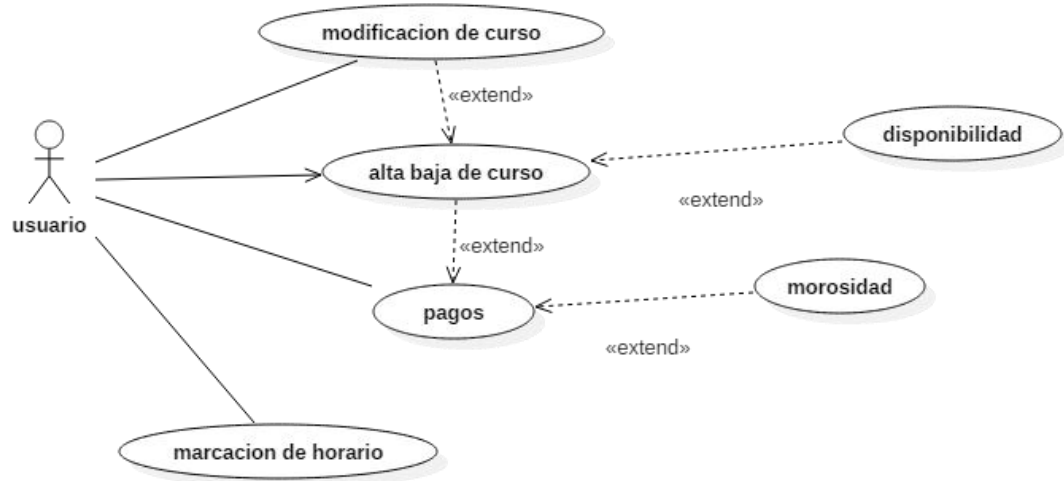 modificacion de curso
«extend»
disponibilidad
alta baja de curso
«extend»
usuario
«extend»
morosidad
pagos
«extend»
marcacion de horario